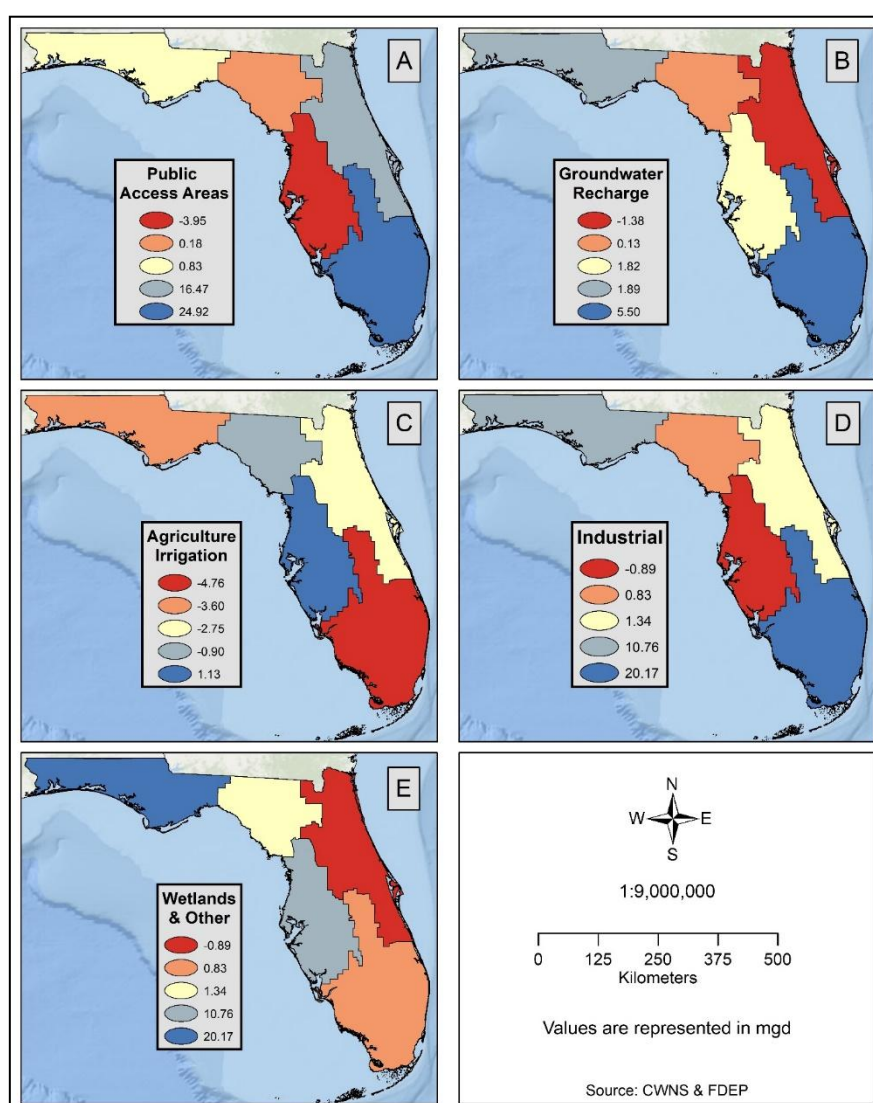 A
Public
Access Areas
-3.95
0.18
0.83
16.47
24.92
B
Groundwater
Recharge
-1.38
0.13
1.82
1.89
5.50
C
Agriculture
Irrigation
-4.76
-3.60
-2.75
-0.90
1.13
D
Industrial
-0.89
0.83
1.34
10.76
20.17
E
Wetlands
& Other
-0.89
0.83
1.34
10.76
20.17
N
W E
S
1:9,000,000
0 125 250 375 500
Kilometers
Values are represented in mgd
Source: CWNS & FDEP